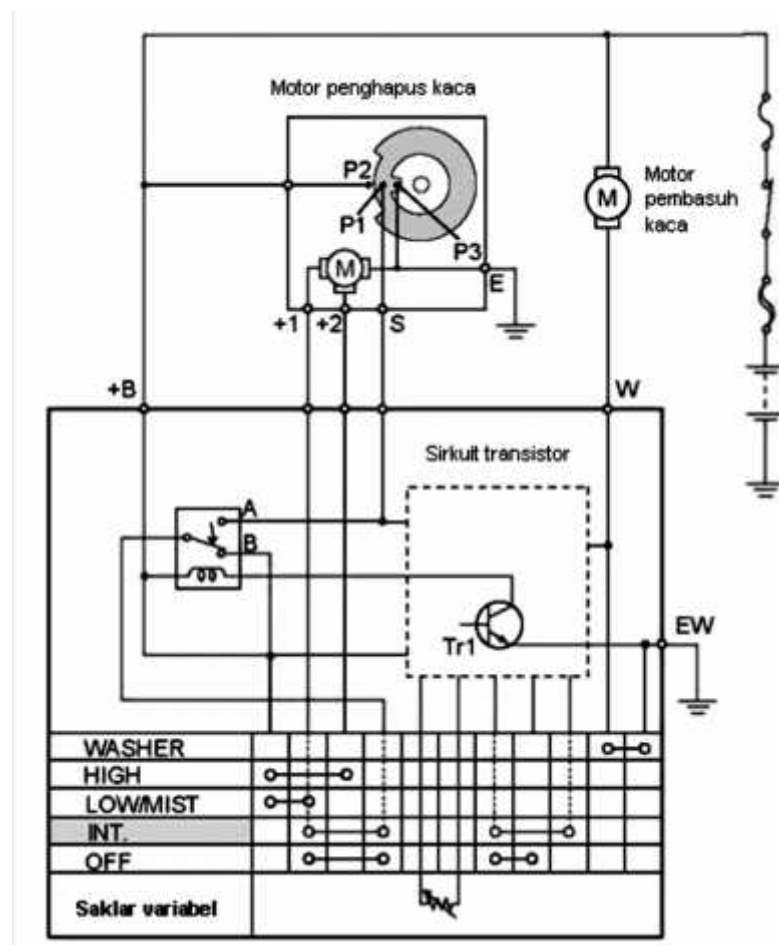 Motor penghapus kaca
P2
P1
P3
M
E
+1 +2 S
M
Motor
pembasuh
kaca
+B
W
Sirkuit transistor
A
B
Tr1
EW
WASHER
HIGH
LOW/MIST
INT.
OFF
Saklar variabel